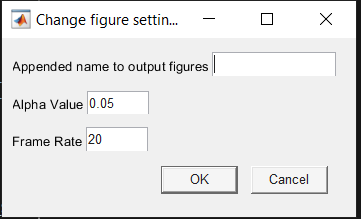 Change figure settin...
Appended name to output figures
Alpha Value 0.05
Frame Rate 20
OK Cancel